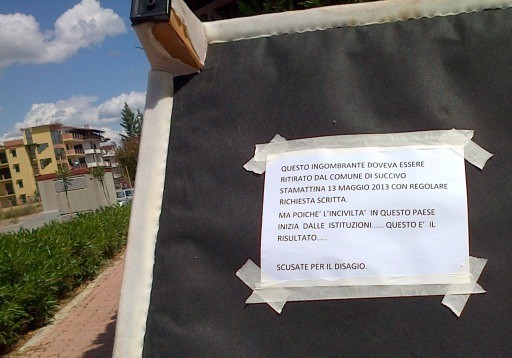 QUESTO INGOMBRANTE DOVEVA ESSERE
RITIRATO DAL COMUNE DI SUCCIVO
STAMATTINA 13 MAGGIO 2013 CON REGOLARE
RICHIESTA SCRITTA.
MA POICHE' L'INCIVILTA' IN QUESTO PAESE
INIZIA DALLE ISTITUZIONI...... QUESTO E' IL
RISULTATO.....
SCUSATE PER IL DISAGIO.